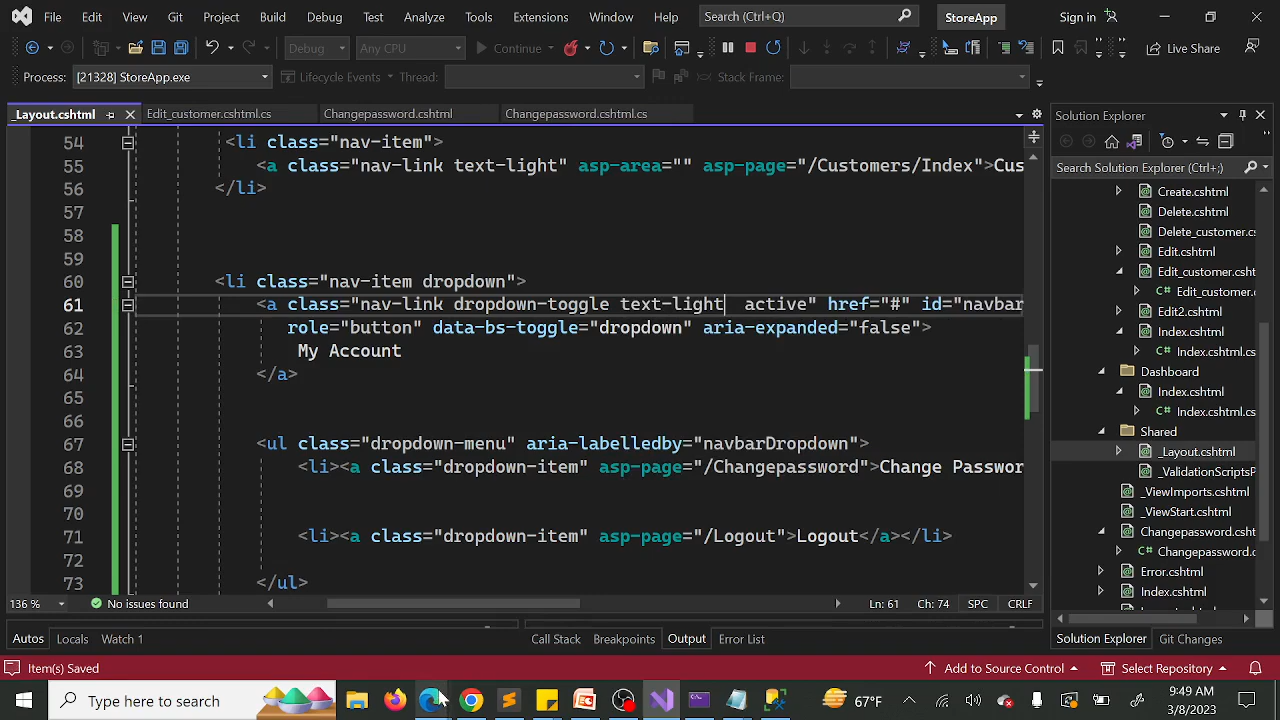 File Edit View Git Project Build Debug Test Analyze Tools Extensions Window Help Search (Ctrl+;) StoreApp Sign in
Debug Any CPU Continue Live Share
Process: [21328] StoreApp.exe Lifecycle Events Thread: Stack Frame:
_Layout.cshtml Edit_customer.cshtml.cs Changepassword.cshtml Changepassword.cshtml.cs
54 <li class="nav-item">
55 <a class="nav-link text-light" asp-area="" asp-page="/Customers/Index">Cus
56 </li>
57
58
59
60 <li class="nav-item dropdown">
61 <a class="nav-link dropdown-toggle text-light  active" href="#" id="navbar
62 role="button" data-bs-toggle="dropdown" aria-expanded="false">
63 My Account
64 </a>
65
66
67 <ul class="dropdown-menu" aria-labelledby="navbarDropdown">
68 <li><a class="dropdown-item" asp-page="/Changepassword">Change Passwor
69
70
71 <li><a class="dropdown-item" asp-page="/Logout">Logout</a></li>
72
73 </ul>
136 % No issues found Ln: 61 Ch: 74 SPC CRLF
Autos Locals Watch 1 Call Stack Breakpoints Output Error List
Solution Explorer
Search Solution Explorer (Ctrl+;)
Create.cshtml
Delete.cshtml
Delete_customer.cs
Edit.cshtml
Edit_customer.csht
Index.cshtml
Index.cshtml.cs
Dashboard
Index.cshtml
Index.cshtml.cs
Shared
_Layout.cshtml
_ValidationScriptsP
_ViewImports.cshtml
_ViewStart.cshtml
Changepassword.csht
Changepassword.c
Error.cshtml
Index.cshtml
Solution Explorer Git Changes
Item(s) Saved Add to Source Control Select Repository
Type here to search 67°F 3:49 AM
3/8/2023